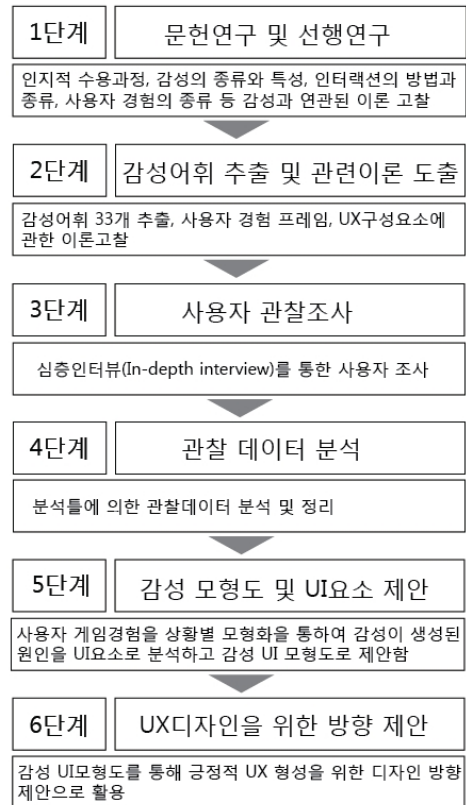 1단계 문헌연구 및 선행연구
인지적 수용과정, 감성의 종류와 특성, 인터랙션의 방법과
종류, 사용자 경험의 종류 등 감성과 연관된 이론 고찰
2단계 감성어휘 추출 및 관련이론 도출
감성어휘 33개 추출, 사용자 경험 프레임, UX구성요소에
관한 이론고찰
3단계 사용자 관찰조사
심층인터뷰(In-depth interview)를 통한 사용자 조사
4단계 관찰 데이터 분석
분석틀에 의한 관찰데이터 분석 및 정리
5단계 감성 모형도 및 UI요소 제안
사용자 게임경험을 상황별 모형화를 통하여 감성이 생성된
원인을 UI요소로 분석하고 감성 UI 모형도로 제안함
6단계 UX디자인을 위한 방향 제안
감성 UI모형도를 통해 긍정적 UX 형성을 위한 디자인 방향
제안으로 활용